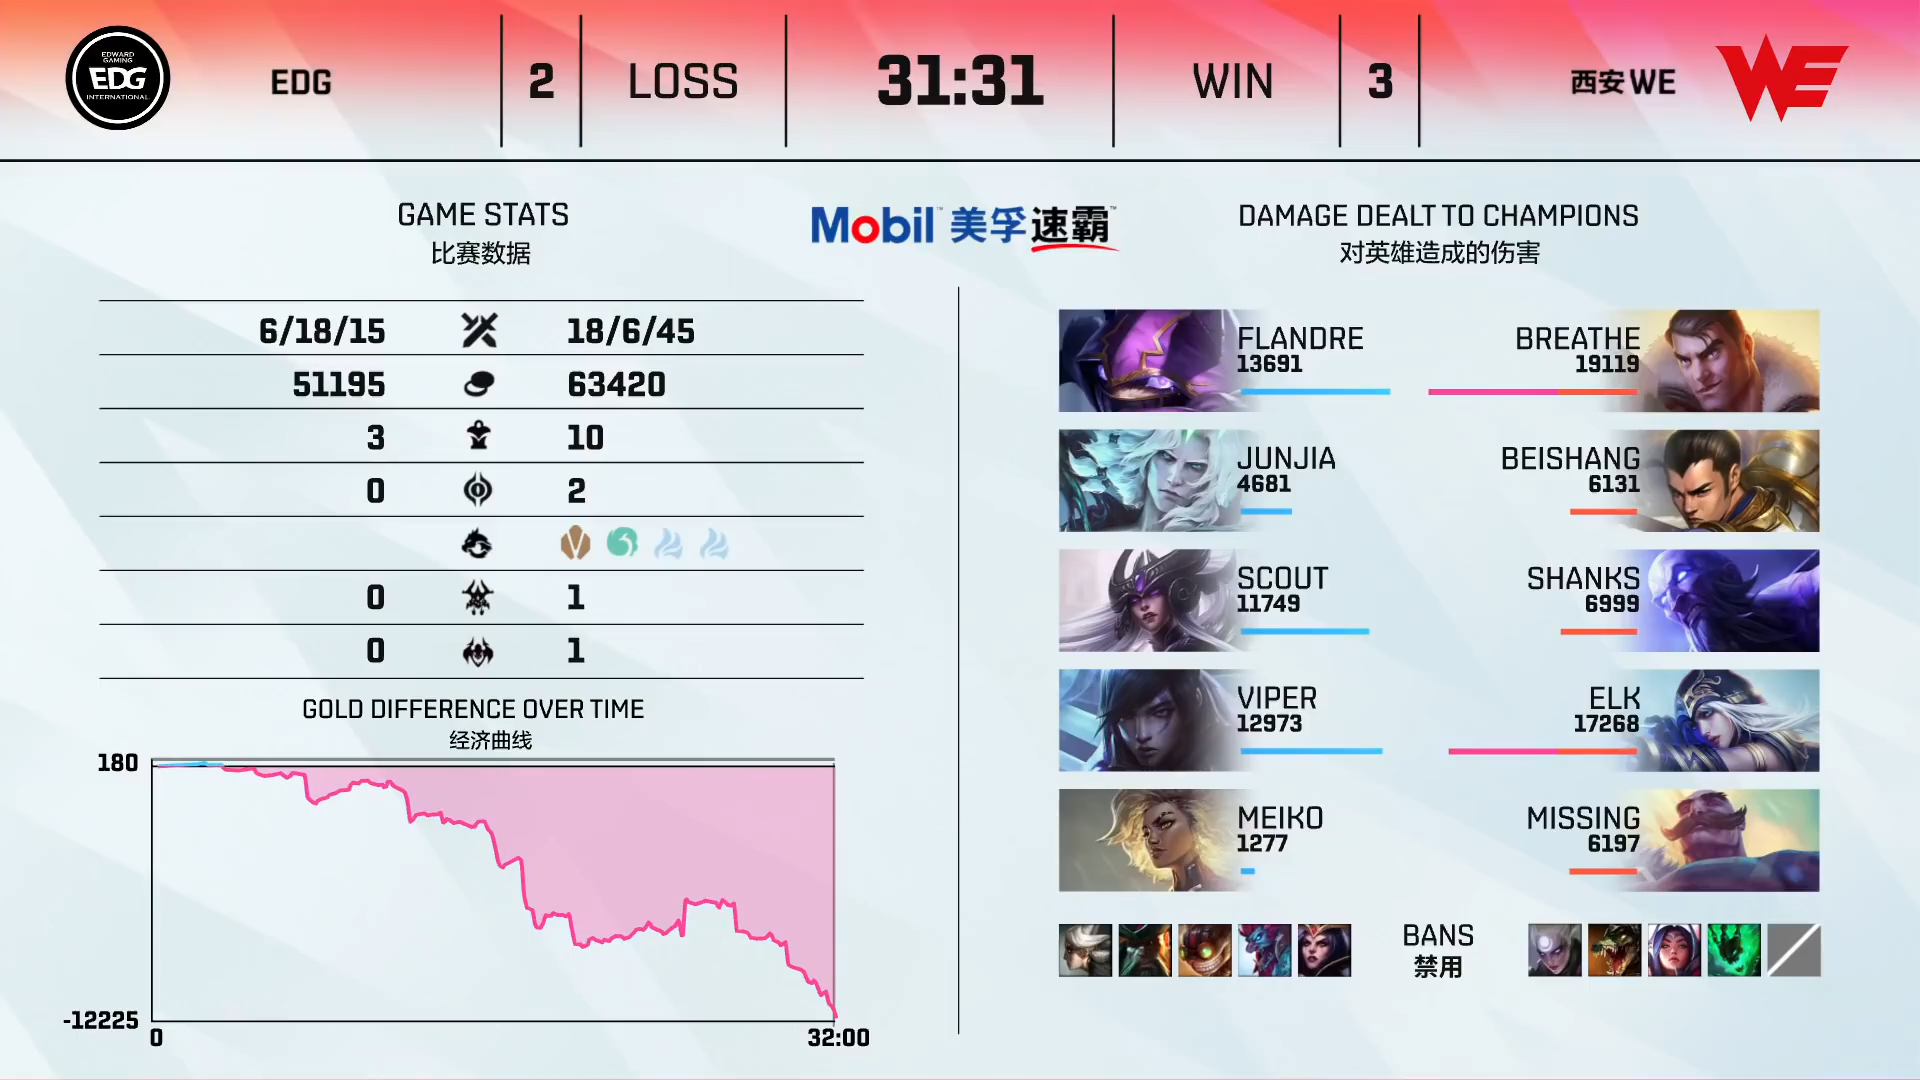 EDWARD
GAMING
EDG
INTERNATIONAL
EDG
2
LOSS
31:31
WIN
3
西安WE
WE
GAME STATS
比赛数据
Mobil™ 美孚速霸™
DAMAGE DEALT TO CHAMPIONS
对英雄造成的伤害
6/18/15
18/6/45
51195
63420
3
10
0
2
0
1
0
1
GOLD DIFFERENCE OVER TIME
经济曲线
180
-12225
0
32:00
FLANDRE
13691
BREATHE
19119
JUNJIA
4681
BEISHANG
6131
SCOUT
11749
SHANKS
6999
VIPER
12973
ELK
17268
MEIKO
1277
MISSING
6197
BANS
禁用